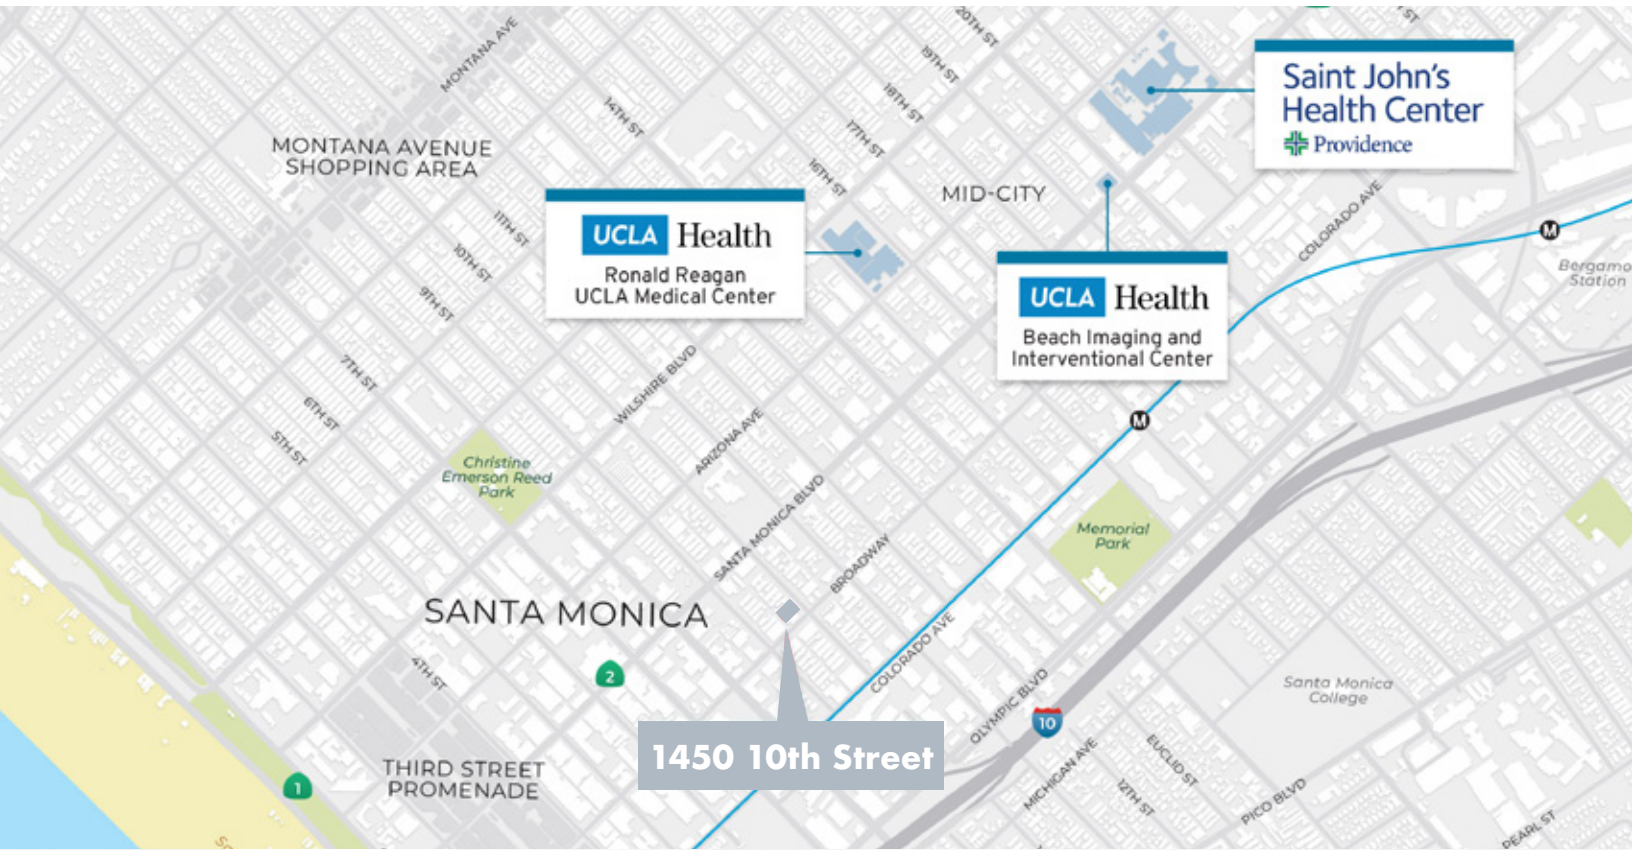 20TH ST
ST
MONTANA AVE
19TH ST
18TH ST
14TH ST
17TH ST
16TH ST
Saint John's
Health Center
Providence
MONTANA AVENUE
SHOPPING AREA
MID-CITY
11TH ST
10TH ST
9TH ST
UCLA Health
Ronald Reagan
UCLA Medical Center
COLORADO AVE
M
Bergamo
Station
UCLA Health
Beach Imaging and
Interventional Center
7TH ST
6TH ST
5TH ST
WILSHIRE BLVD
ARIZONA AVE
M
Christine
Emerson Reed
Park
SANTA MONICA BLVD
BROADWAY
Memorial
Park
SANTA MONICA
2
4TH ST
COLORADO AVE
OLYMPIC BLVD
Santa Monica
College
10
1450 10th Street
THIRD STREET
PROMENADE
1
MICHIGAN AVE
EUCLID ST
12TH ST
PICO BLVD
PEARL ST